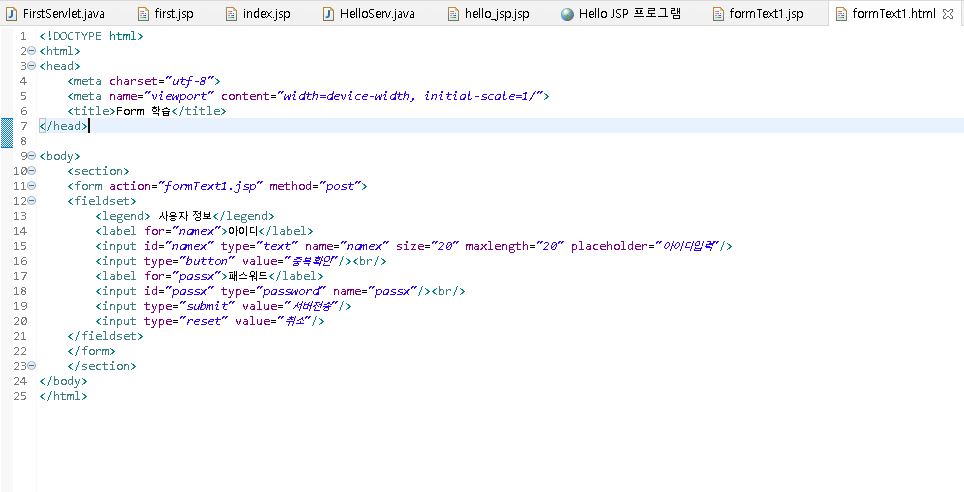 FirstServlet.java first.jsp index.jsp HelloServ.java hello_jsp.jsp Hello JSP 프로그램 formText1.jsp formText1.html
1 <!DOCTYPE html>
2 <html>
3 <head>
4 <meta charset="utf-8">
5 <meta name="viewport" content="width=device-width, initial-scale=1/">
6 <title>Form 학습</title>
7 </head>
8
9 <body>
10 <section>
11 <form action="formText1.jsp" method="post">
12 <fieldset>
13 <legend> 사용자 정보</legend>
14 <label for="namex">아이디</label>
15 <input id="namex" type="text" name="namex" size="20" maxlength="20" placeholder="아이디입력"/>
16 <input type="button" value="중복확인"/><br/>
17 <label for="passx">패스워드</label>
18 <input id="passx" type="password" name="passx"/><br/>
19 <input type="submit" value="서버전송"/>
20 <input type="reset" value="취소"/>
21 </fieldset>
22 </form>
23 </section>
24 </body>
25 </html>